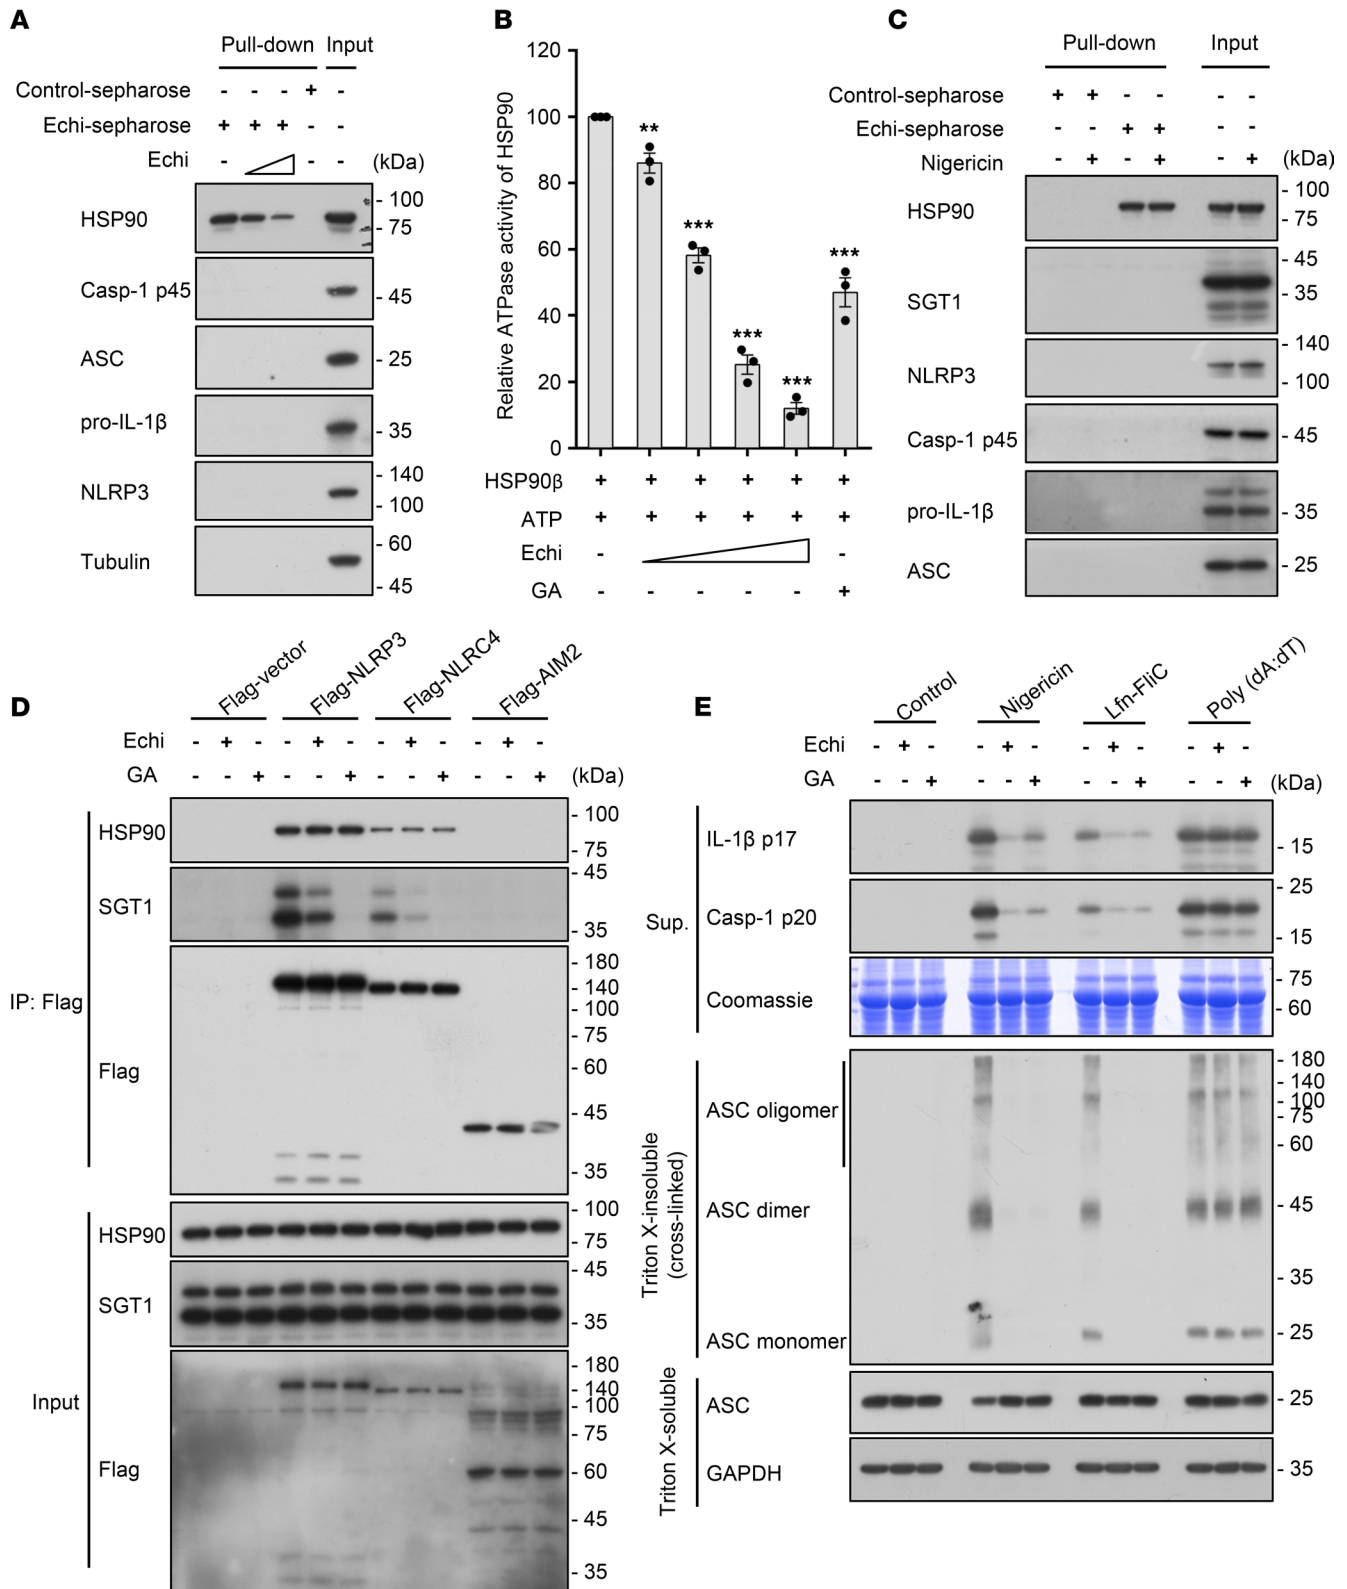 A
Pull-down Input
Control-sepharose - - - + -
Echi-sepharose + + + - -
Echi - - - (kDa)
HSP90
- 100
- 75
Casp-1 p45
- 45
ASC
- 25
pro-IL-1β
- 35
NLRP3
- 140
- 100
Tubulin
- 60
- 45
B
Relative ATPase activity of HSP90
120
100
80
60
40
20
0
** *** *** *** ***
HSP90β + + + + + +
ATP + + + + + +
Echi - -
GA - - - - - +
C
Pull-down Input
Control-sepharose + + - - - -
Echi-sepharose - - + + - -
Nigericin - + - + - + (kDa)
HSP90
- 100
- 75
SGT1
- 45
- 35
NLRP3
- 140
- 100
Casp-1 p45
- 45
pro-IL-1β
- 35
ASC
- 25
D
Flag-vector Flag-NLRP3 Flag-NLRC4 Flag-AIM2
Echi - + - - + - - + - - + -
GA - - + - - + - - + - - + (kDa)
IP: Flag
HSP90
- 100
- 75
SGT1
- 45
- 35
Flag
- 180
- 140
- 100
- 75
- 60
- 45
- 35
Input
HSP90
- 100
- 75
SGT1
- 45
- 35
Flag
- 180
- 140
- 100
- 75
- 60
- 45
- 35
E
Control Nigericin Lfn-FliC Poly (dA:dT)
Echi - + - - + - - + - - + -
GA - - + - - + - - + - - + (kDa)
Sup.
IL-1β p17
- 15
Casp-1 p20
- 25
- 15
Coomassie
- 75
- 60
Triton X-insoluble
(cross-linked)
ASC oligomer
ASC dimer
ASC monomer
- 180
- 140
- 100
- 75
- 60
- 45
- 35
- 25
Triton X-soluble
ASC
- 25
GAPDH
- 35